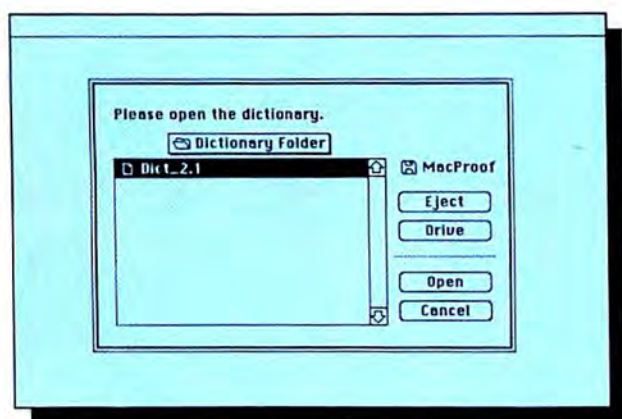 Please open the dictionary.
Dictionary Folder
Dict_2.1
MacProof
Eject
Drive
Open
Cancel